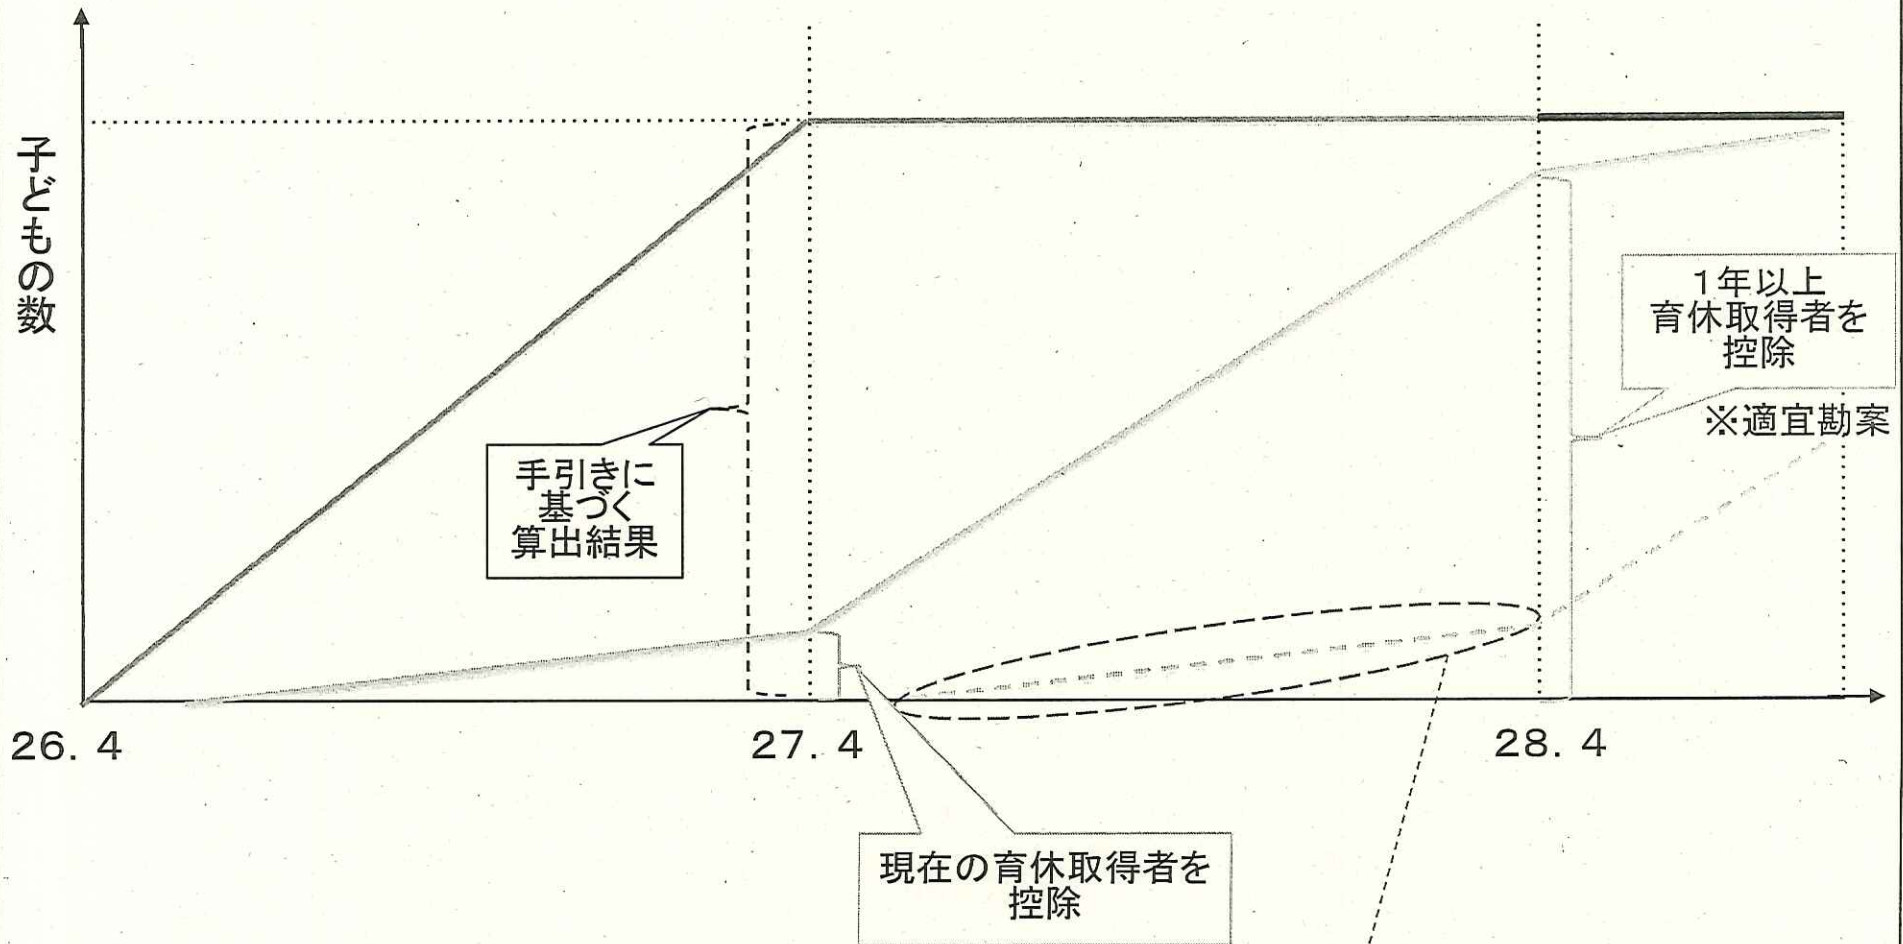 子どもの数
手引きに
基づく
算出結果
1年以上
育休取得者を
控除
※適宜勘案
26. 4
27. 4
28. 4
現在の育休取得者を
控除